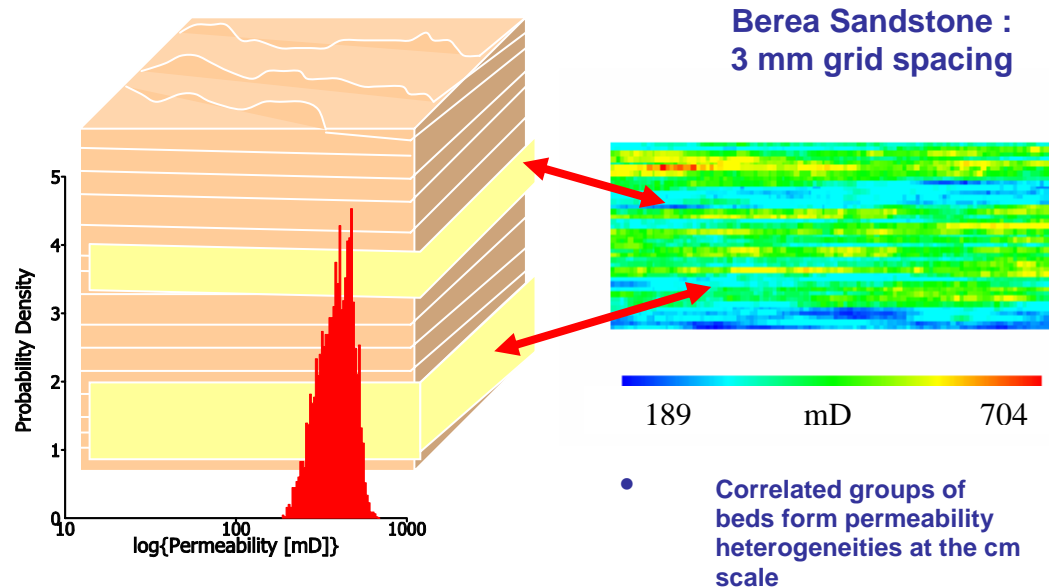 Berea Sandstone :
3 mm grid spacing
5
4
3
2
1
0
Probability Density
10
100
1000
log{Permeability [mD]}
189 mD 704
• Correlated groups of
beds form permeability
heterogeneities at the cm
scale